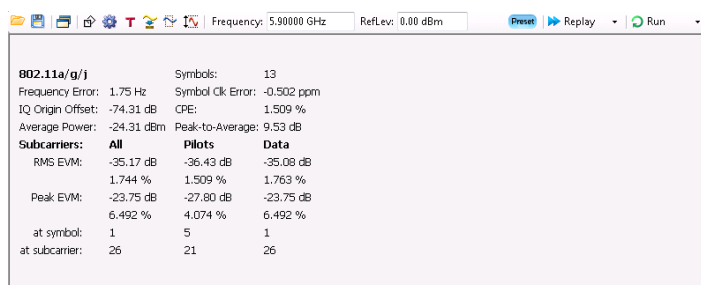 Frequency: 5.90000 GHz RefLev: 0.00 dBm Preset Replay Run
802.11a/g/j Symbols: 13
Frequency Error: 1.75 Hz Symbol Clk Error: -0.502 ppm
IQ Origin Offset: -74.31 dB CPE: 1.509 %
Average Power: -24.31 dBm Peak-to-Average: 9.53 dB
Subcarriers: All Pilots Data
RMS EVM: -35.17 dB -36.43 dB -35.08 dB
1.744 % 1.509 % 1.763 %
Peak EVM: -23.75 dB -27.80 dB -23.75 dB
6.492 % 4.074 % 6.492 %
at symbol: 1 5 1
at subcarrier: 26 21 26